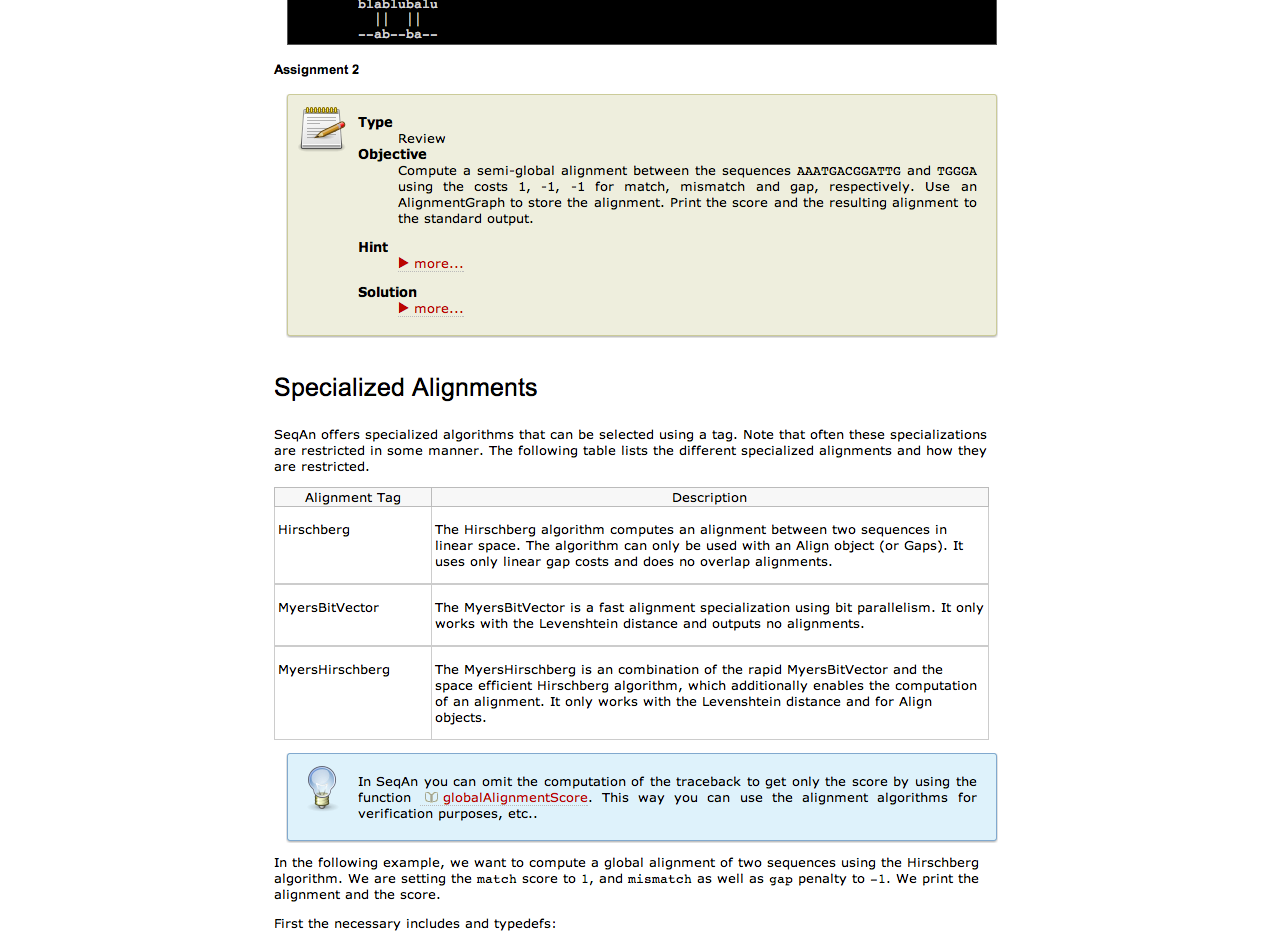 blablubalu
|| ||
--ab--ba--
Assignment 2
Type
Review
Objective
Compute a semi-global alignment between the sequences AAATGACGGATTG and TGGGA
using the costs 1, -1, -1 for match, mismatch and gap, respectively. Use an
AlignmentGraph to store the alignment. Print the score and the resulting alignment to
the standard output.
Hint
more...
Solution
more...
Specialized Alignments
SeqAn offers specialized algorithms that can be selected using a tag. Note that often these specializations
are restricted in some manner. The following table lists the different specialized alignments and how they
are restricted.
Alignment Tag Description
Hirschberg
The Hirschberg algorithm computes an alignment between two sequences in
linear space. The algorithm can only be used with an Align object (or Gaps). It
uses only linear gap costs and does no overlap alignments.
MyersBitVector
The MyersBitVector is a fast alignment specialization using bit parallelism. It only
works with the Levenshtein distance and outputs no alignments.
MyersHirschberg
The MyersHirschberg is an combination of the rapid MyersBitVector and the
space efficient Hirschberg algorithm, which additionally enables the computation
of an alignment. It only works with the Levenshtein distance and for Align
objects.
In SeqAn you can omit the computation of the traceback to get only the score by using the
function globalAlignmentScore. This way you can use the alignment algorithms for
verification purposes, etc..
In the following example, we want to compute a global alignment of two sequences using the Hirschberg
algorithm. We are setting the match score to 1, and mismatch as well as gap penalty to -1. We print the
alignment and the score.
First the necessary includes and typedefs: